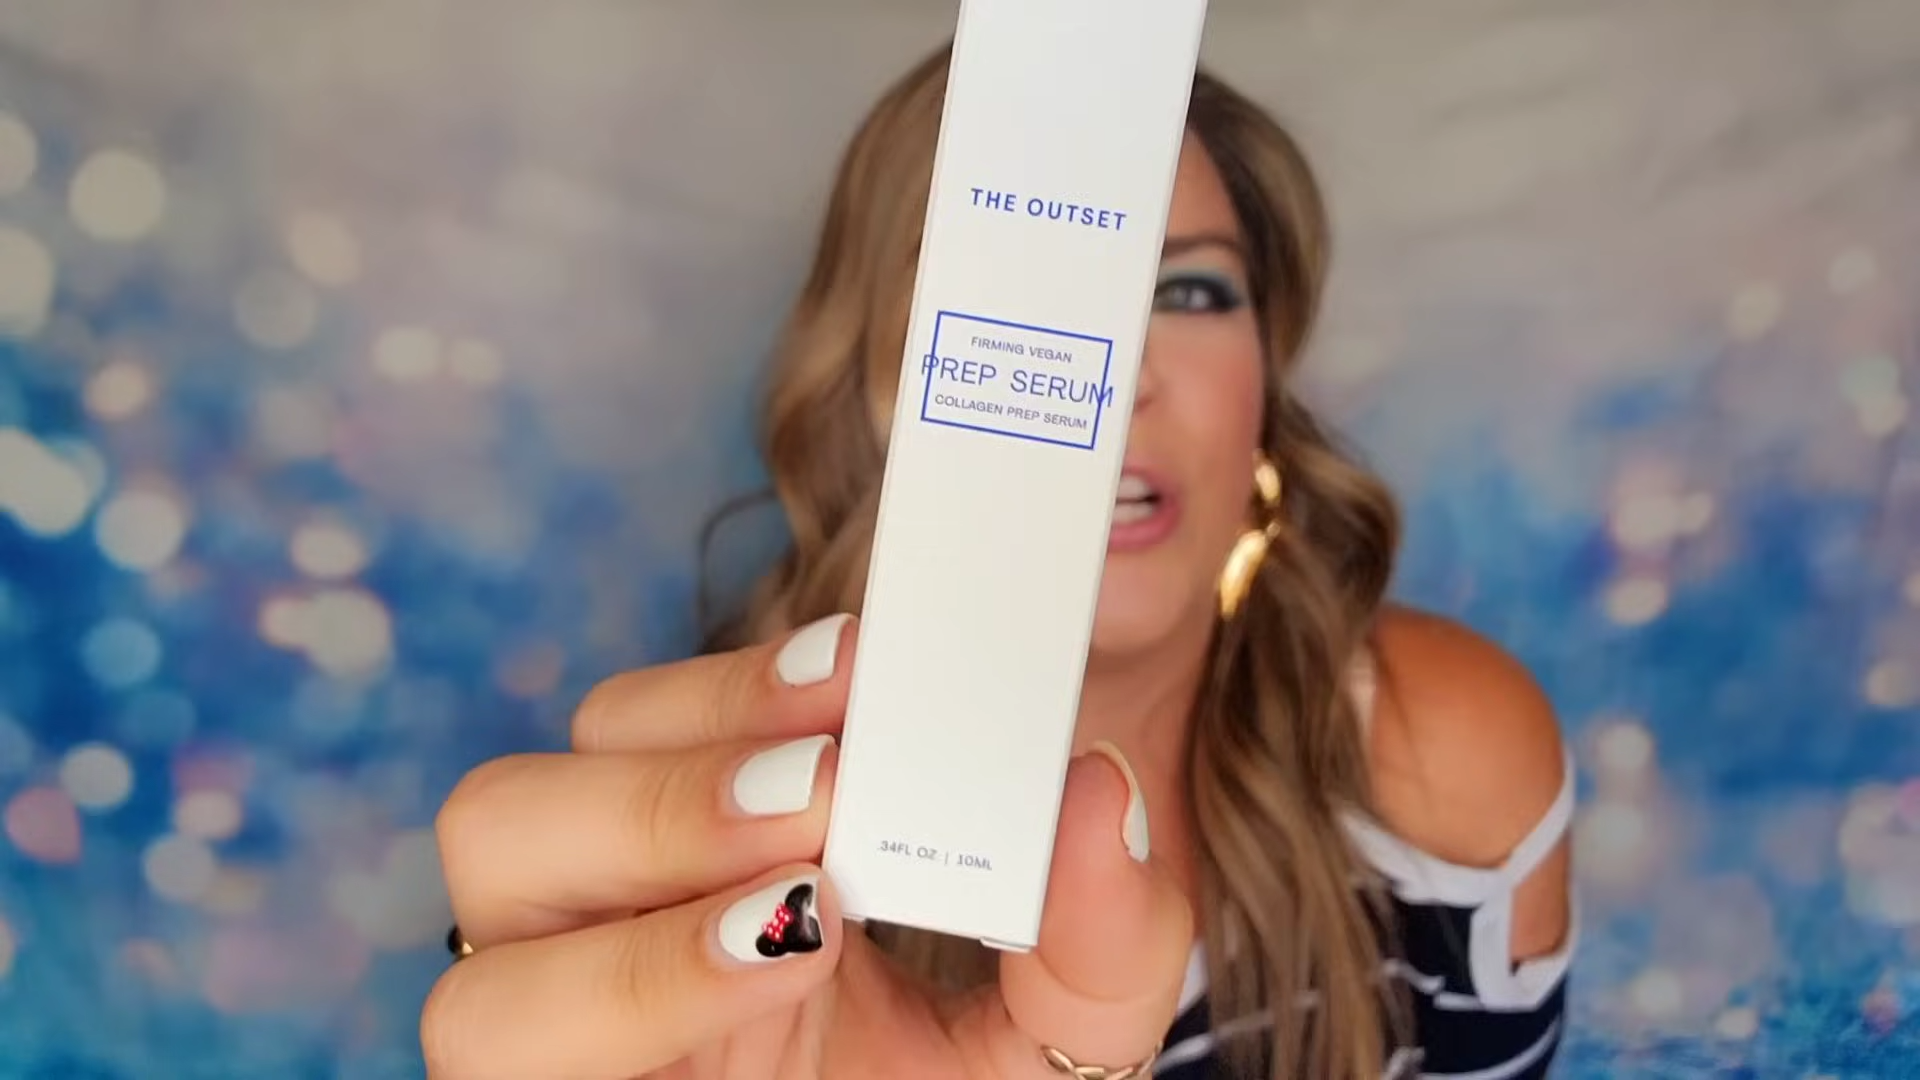 THE OUTSET
FIRMING VEGAN
PREP SERUM
COLLAGEN PREP SERUM
.34FL OZ | 10ML